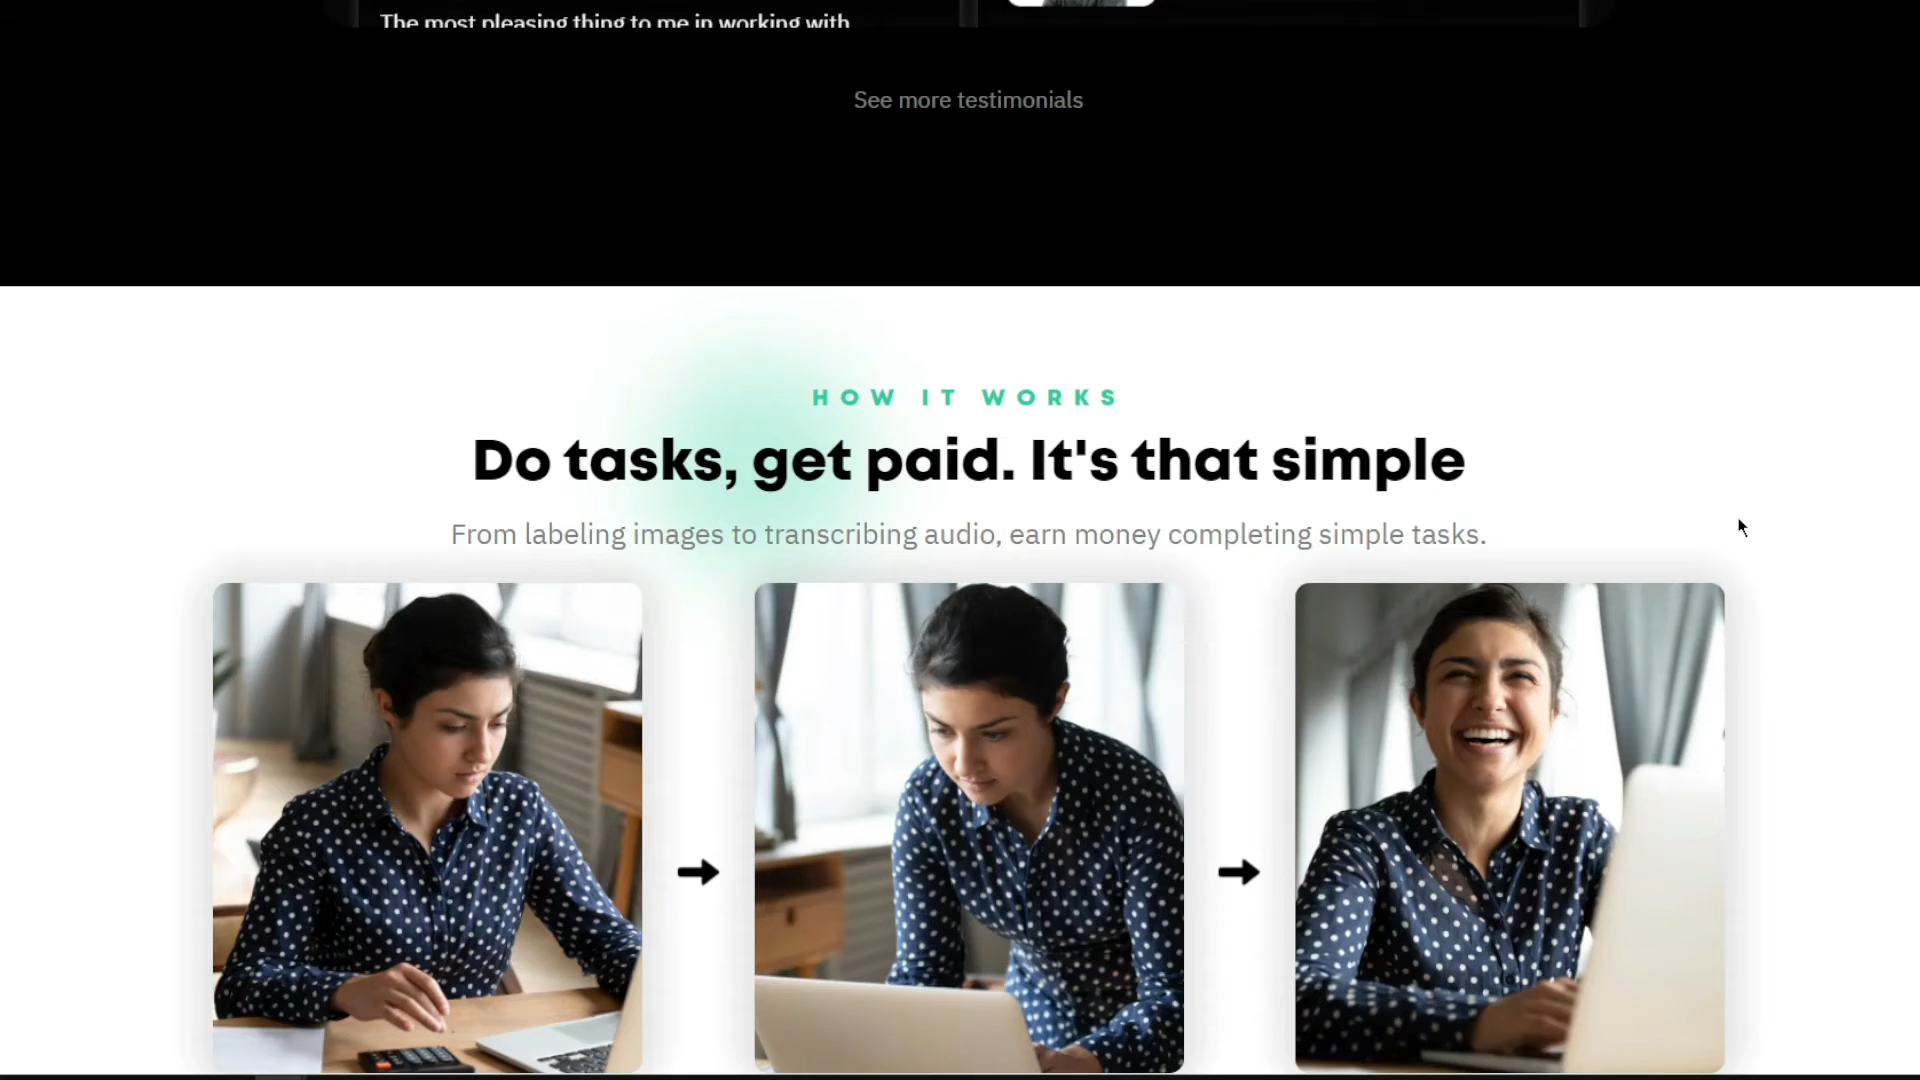 The most pleasing thing to me in working with
See more testimonials
HOW IT WORKS
Do tasks, get paid. It's that simple
From labeling images to transcribing audio, earn money completing simple tasks.